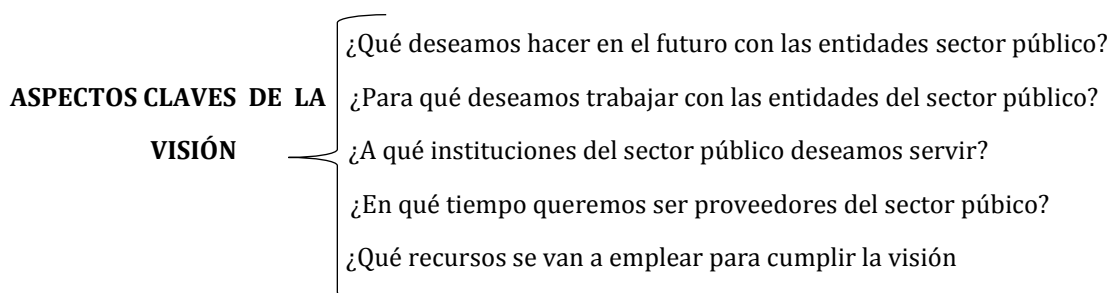 ASPECTOS CLAVES DE LA
VISIÓN
¿Qué deseamos hacer en el futuro con las entidades sector público?
¿Para qué deseamos trabajar con las entidades del sector público?
¿A qué instituciones del sector público deseamos servir?
¿En qué tiempo queremos ser proveedores del sector púbico?
¿Qué recursos se van a emplear para cumplir la visión